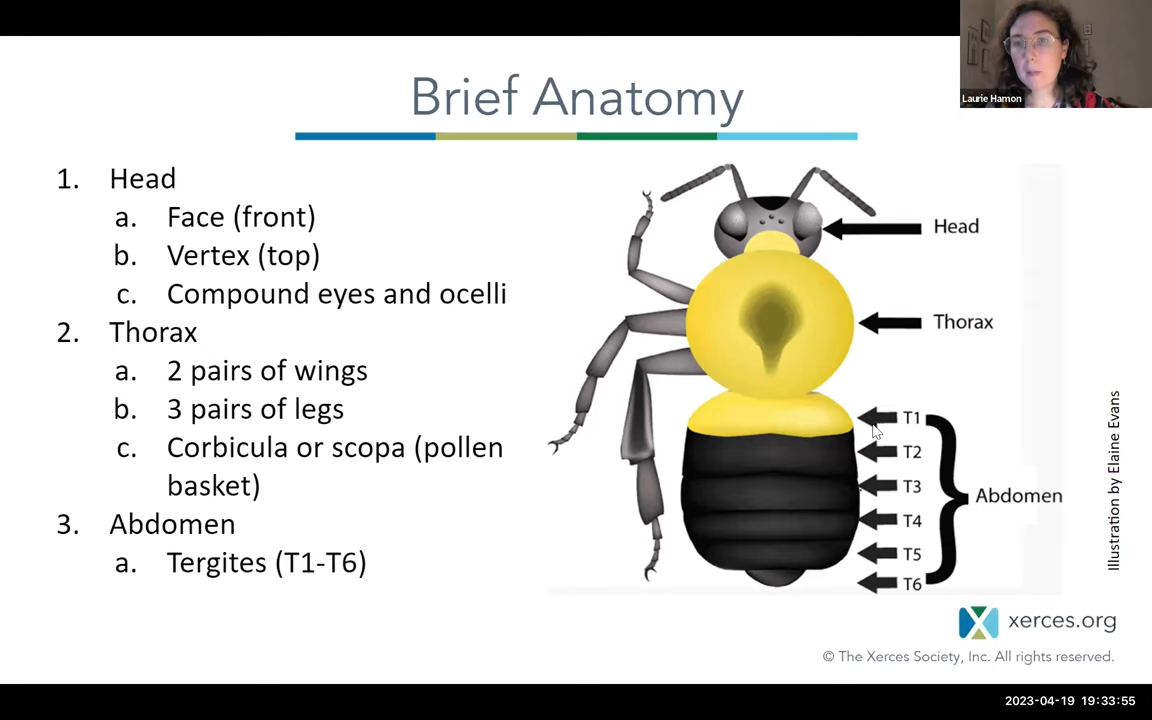 Laurie Hamon
Brief Anatomy
1. Head
a. Face (front)
b. Vertex (top)
c. Compound eyes and ocelli
2. Thorax
a. 2 pairs of wings
b. 3 pairs of legs
c. Corbicula or scopa (pollen
basket)
3. Abdomen
a. Tergites (T1-T6)
Head
Thorax
T1
T2
T3
T4
T5
T6
Abdomen
Illustration by Elaine Evans
xerces.org
© The Xerces Society, Inc. All rights reserved.
2023-04-19 19:33:55